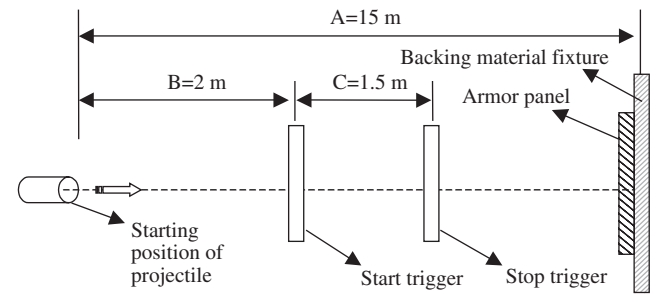 A=15 m
Backing material fixture
B=2 m
C=1.5 m
Armor panel
Starting
position of
projectile
Start trigger
Stop trigger